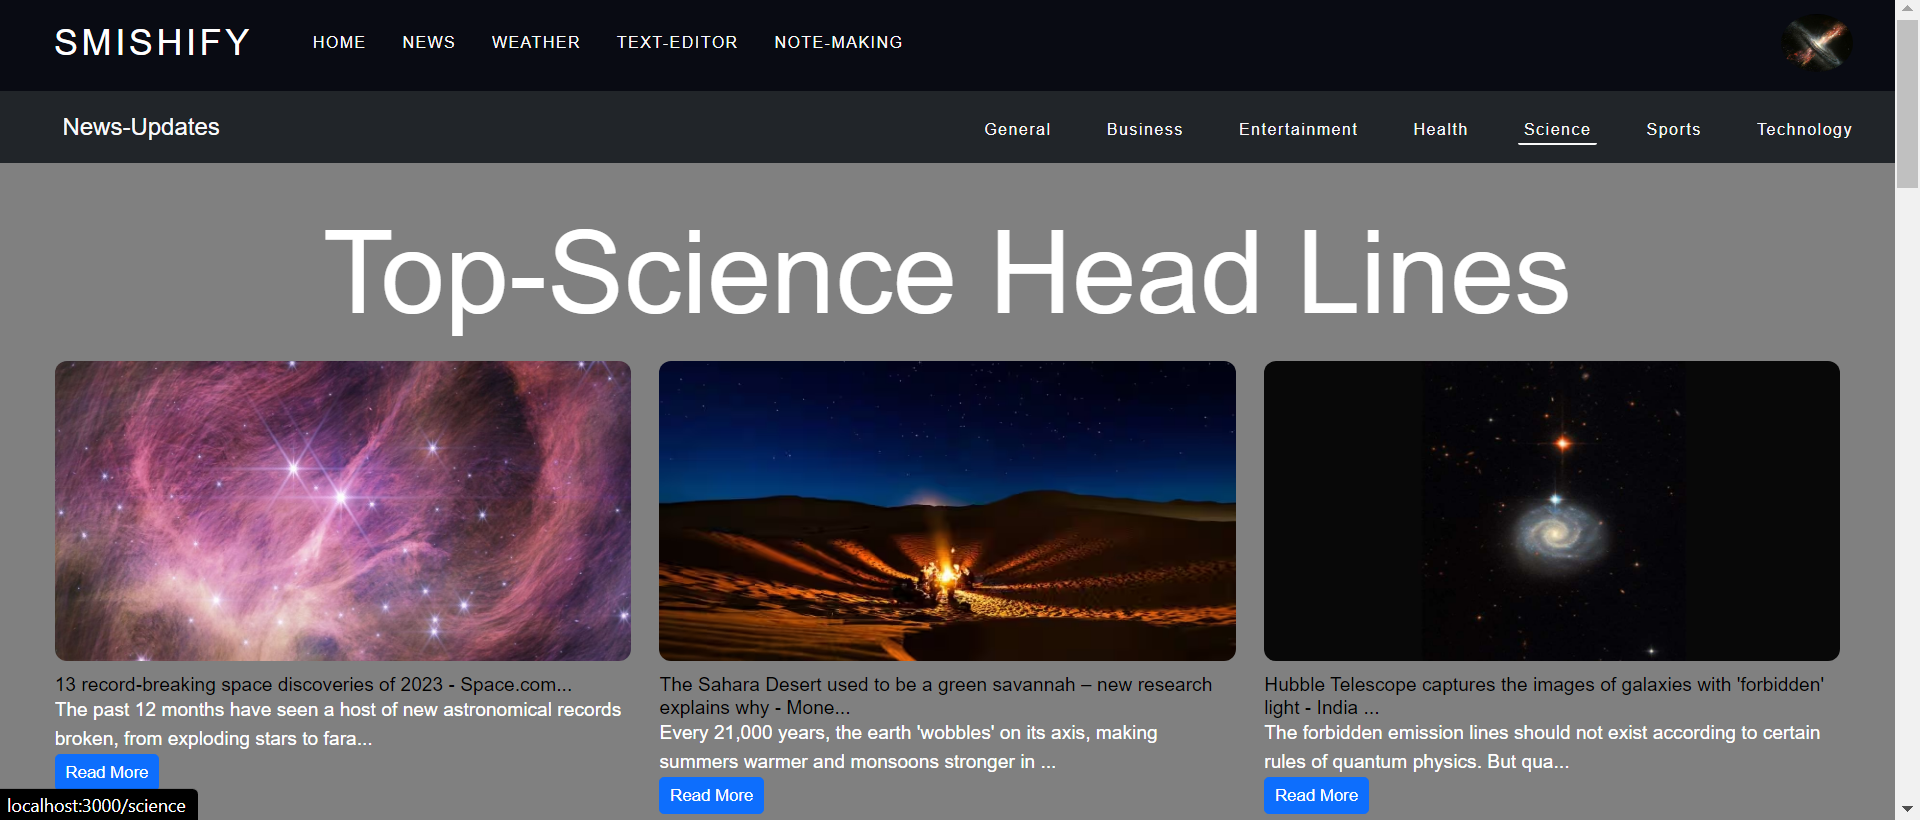 SMISHIFY HOME NEWS WEATHER TEXT-EDITOR NOTE-MAKING
News-Updates General Business Entertainment Health Science Sports Technology
Top-Science Head Lines
13 record-breaking space discoveries of 2023 - Space.com...
The past 12 months have seen a host of new astronomical records
broken, from exploding stars to fara...
Read More
The Sahara Desert used to be a green savannah – new research
explains why - Mone...
Every 21,000 years, the earth 'wobbles' on its axis, making
summers warmer and monsoons stronger in ...
Read More
Hubble Telescope captures the images of galaxies with 'forbidden'
light - India ...
The forbidden emission lines should not exist according to certain
rules of quantum physics. But qua...
Read More
localhost:3000/science